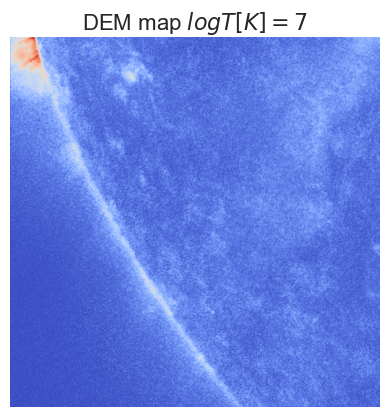 DEM map logT[K] = 7